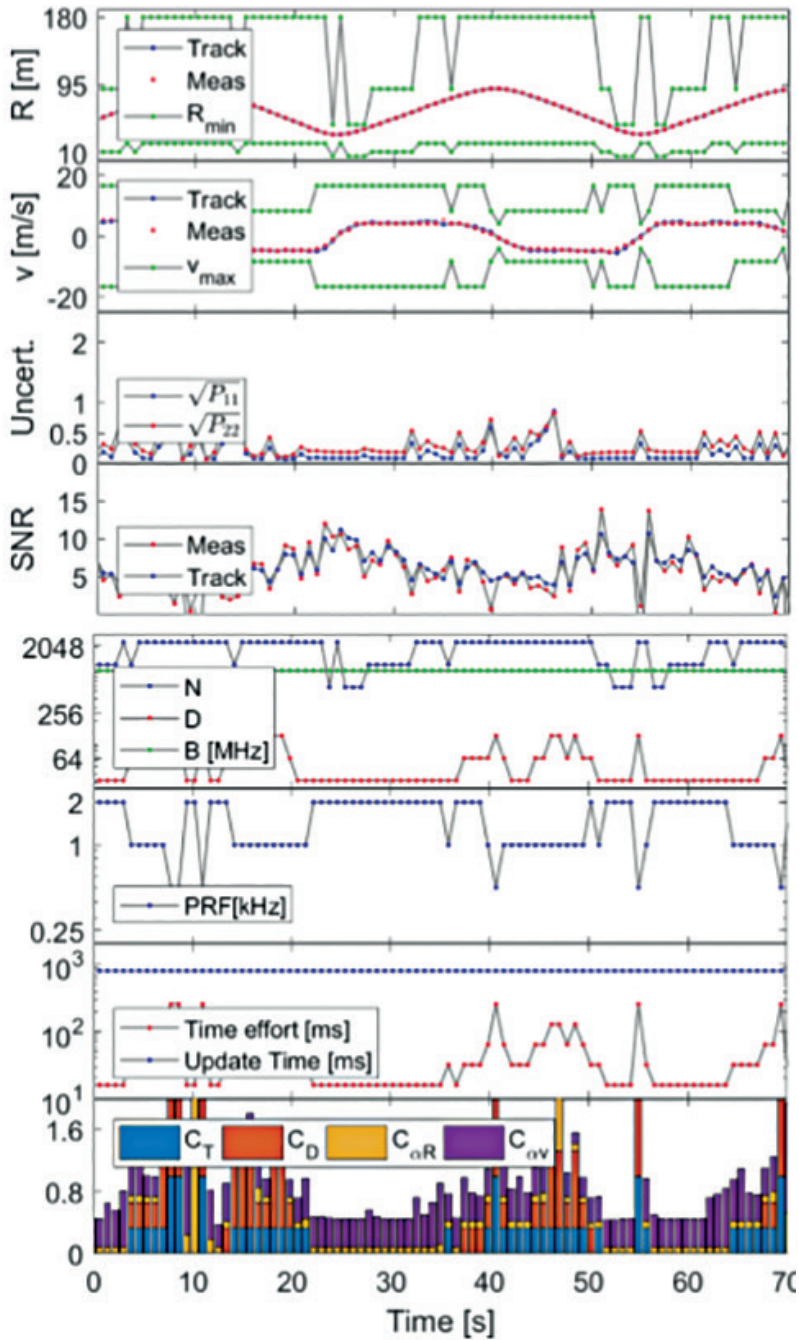 180
95
10
R [m]
Track
Meas
R_min
20
0
-20
v [m/s]
Track
Meas
v_max
2
1
0.5
0
Uncert.
√P_11
√P_22
15
10
5
SNR
Meas
Track
2048
256
64
N
D
B [MHz]
2
1
0.25
PRF[kHz]
10^3
10^2
10^1
Time effort [ms]
Update Time [ms]
1.6
0.8
0
C_T C_D C_αR C_αv
0 10 20 30 40 50 60 70
Time [s]